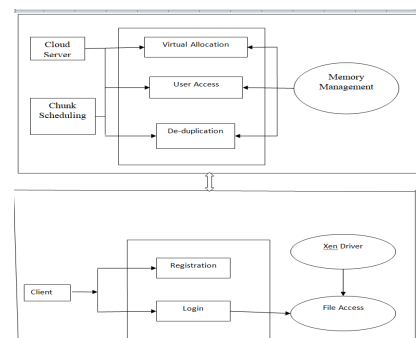 Cloud
Server
Virtual Allocation
User Access
Memory
Management
Chunk
Scheduling
De-duplication
Registration
Xen Driver
Client
Login
File Access